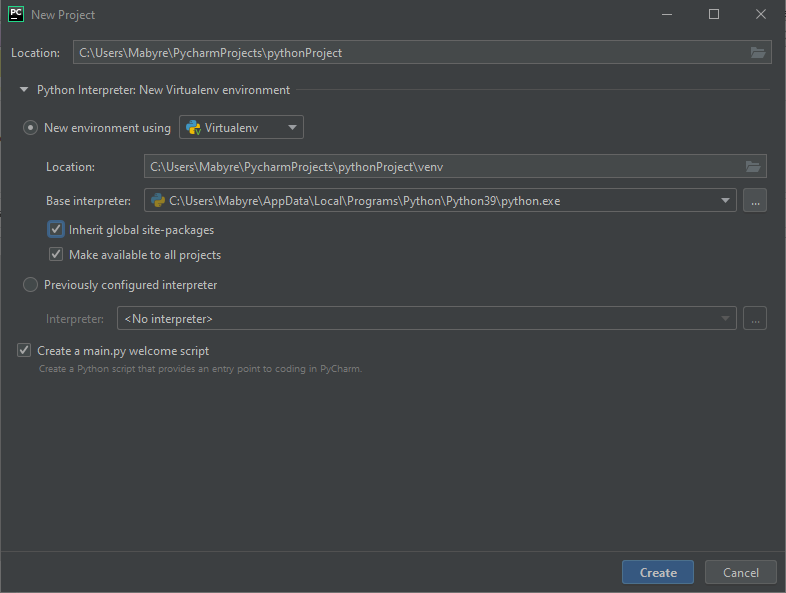 PC New Project
Location: C:\Users\Mabyre\PycharmProjects\pythonProject
Python Interpreter: New Virtualenv environment
New environment using Virtualenv
Location: C:\Users\Mabyre\PycharmProjects\pythonProject\venv
Base interpreter: C:\Users\Mabyre\AppData\Local\Programs\Python\Python39\python.exe ...
Inherit global site-packages
Make available to all projects
Previously configured interpreter
Interpreter: <No interpreter> ...
Create a main.py welcome script
Create a Python script that provides an entry point to coding in PyCharm.
Create Cancel